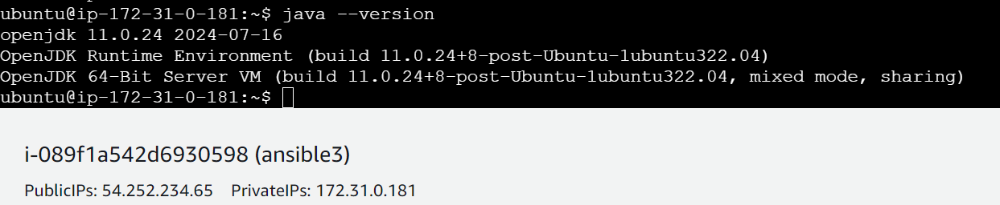 ubuntu@ip-172-31-0-181:~$ java --version
openjdk 11.0.24 2024-07-16
OpenJDK Runtime Environment (build 11.0.24+8-post-Ubuntu-1ubuntu322.04)
OpenJDK 64-Bit Server VM (build 11.0.24+8-post-Ubuntu-1ubuntu322.04, mixed mode, sharing)
ubuntu@ip-172-31-0-181:~$
i-089f1a542d6930598 (ansible3)
PublicIPs: 54.252.234.65 PrivateIPs: 172.31.0.181